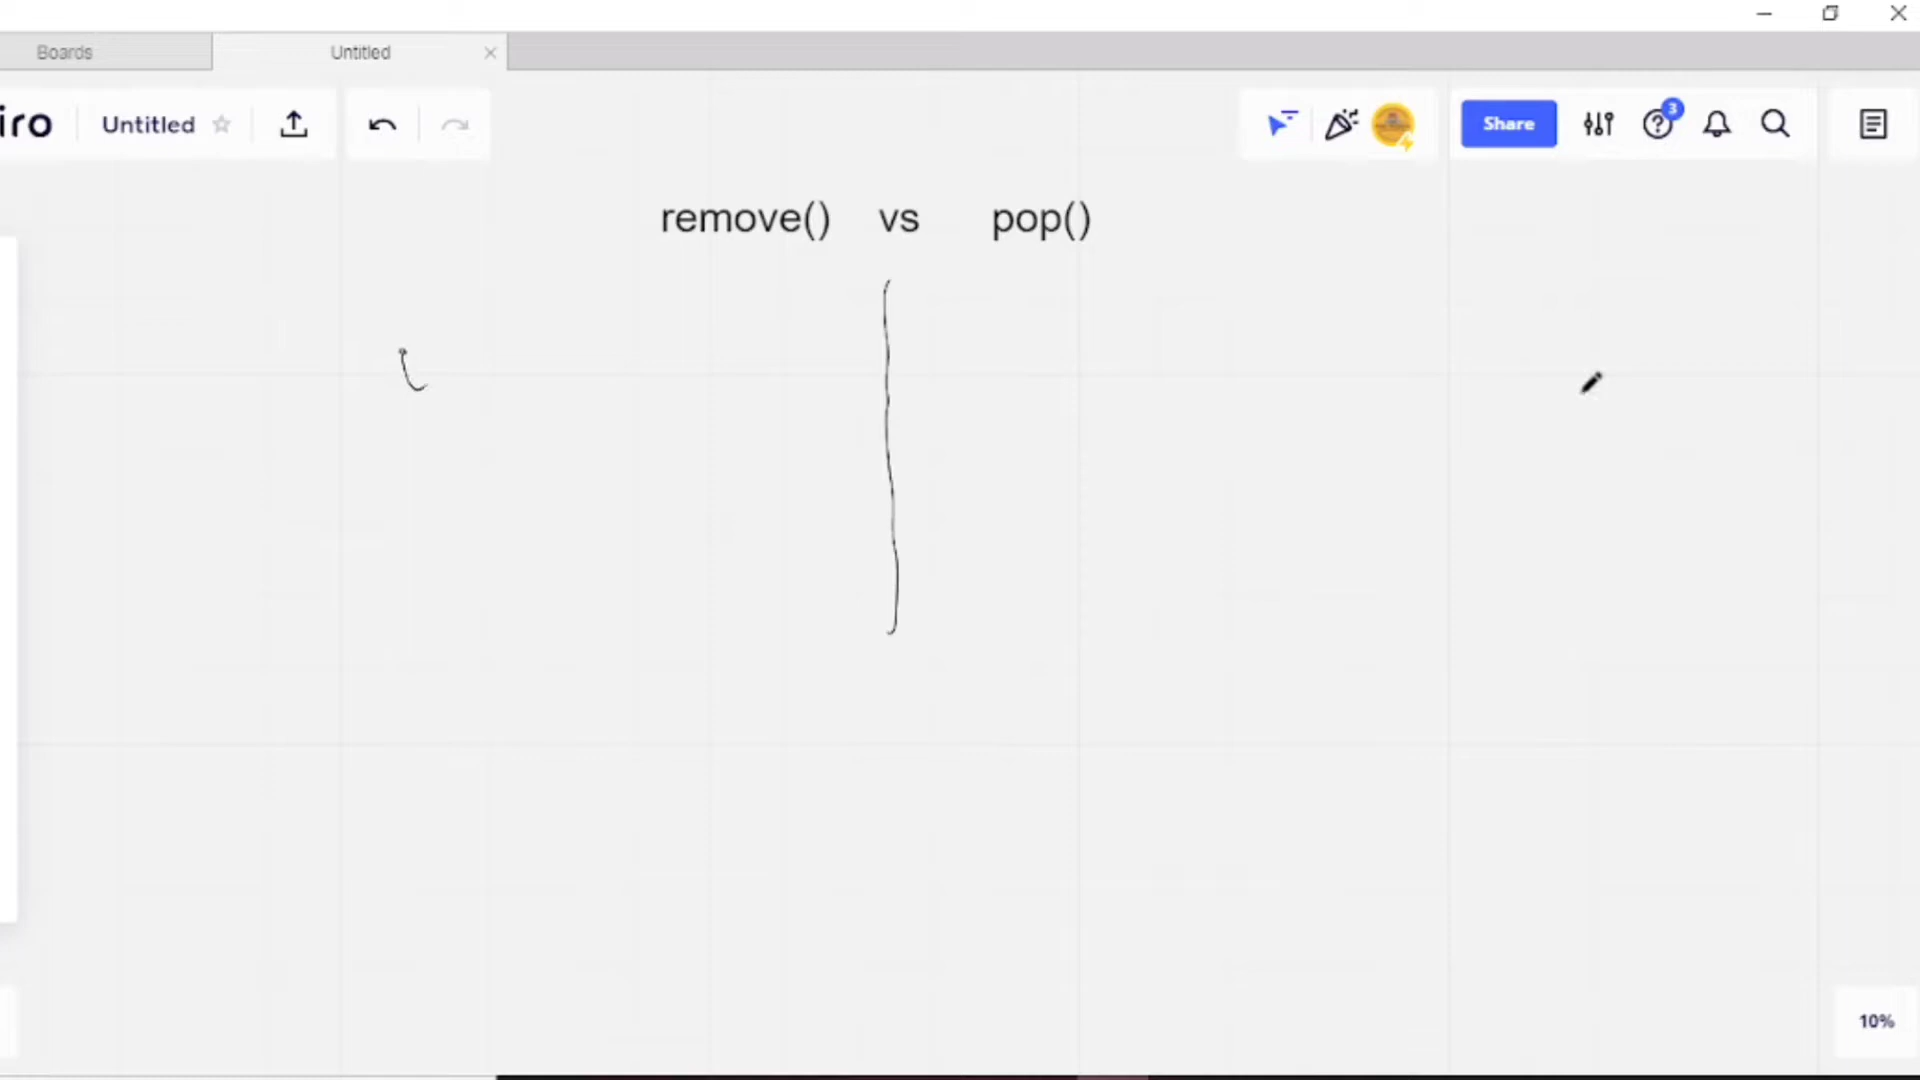 Boards Untitled
iro Untitled Share 3
remove() vs pop()
10%